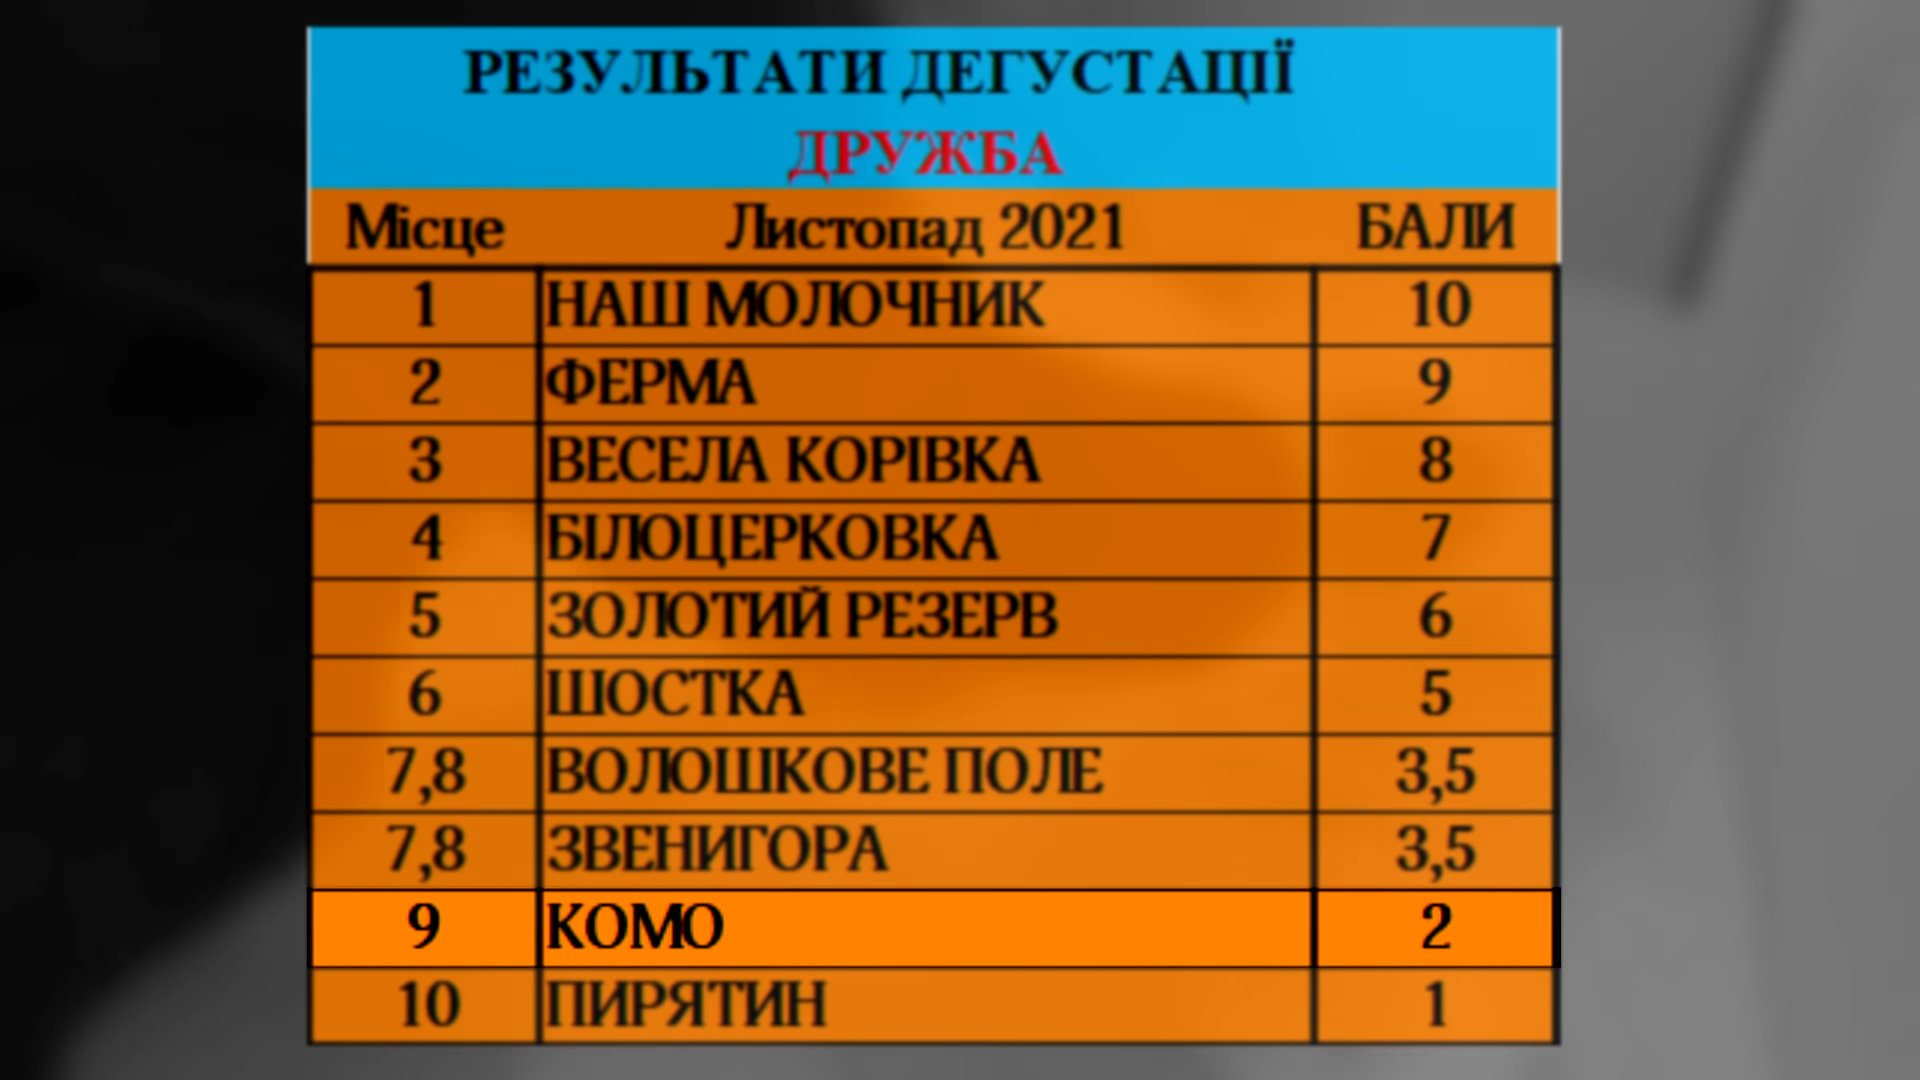 РЕЗУЛЬТАТИ ДЕГУСТАЦІЇ
ДРУЖБА
Місце Листопад 2021 БАЛИ
1 НАШ МОЛОЧНИК 10
2 ФЕРМА 9
3 ВЕСЕЛА КОРІВКА 8
4 БІЛОЦЕРКОВКА 7
5 ЗОЛОТИЙ РЕЗЕРВ 6
6 ШОСТКА 5
7,8 ВОЛОШКОВЕ ПОЛЕ 3,5
7,8 ЗВЕНИГОРА 3,5
9 КОМО 2
10 ПИРЯТИН 1